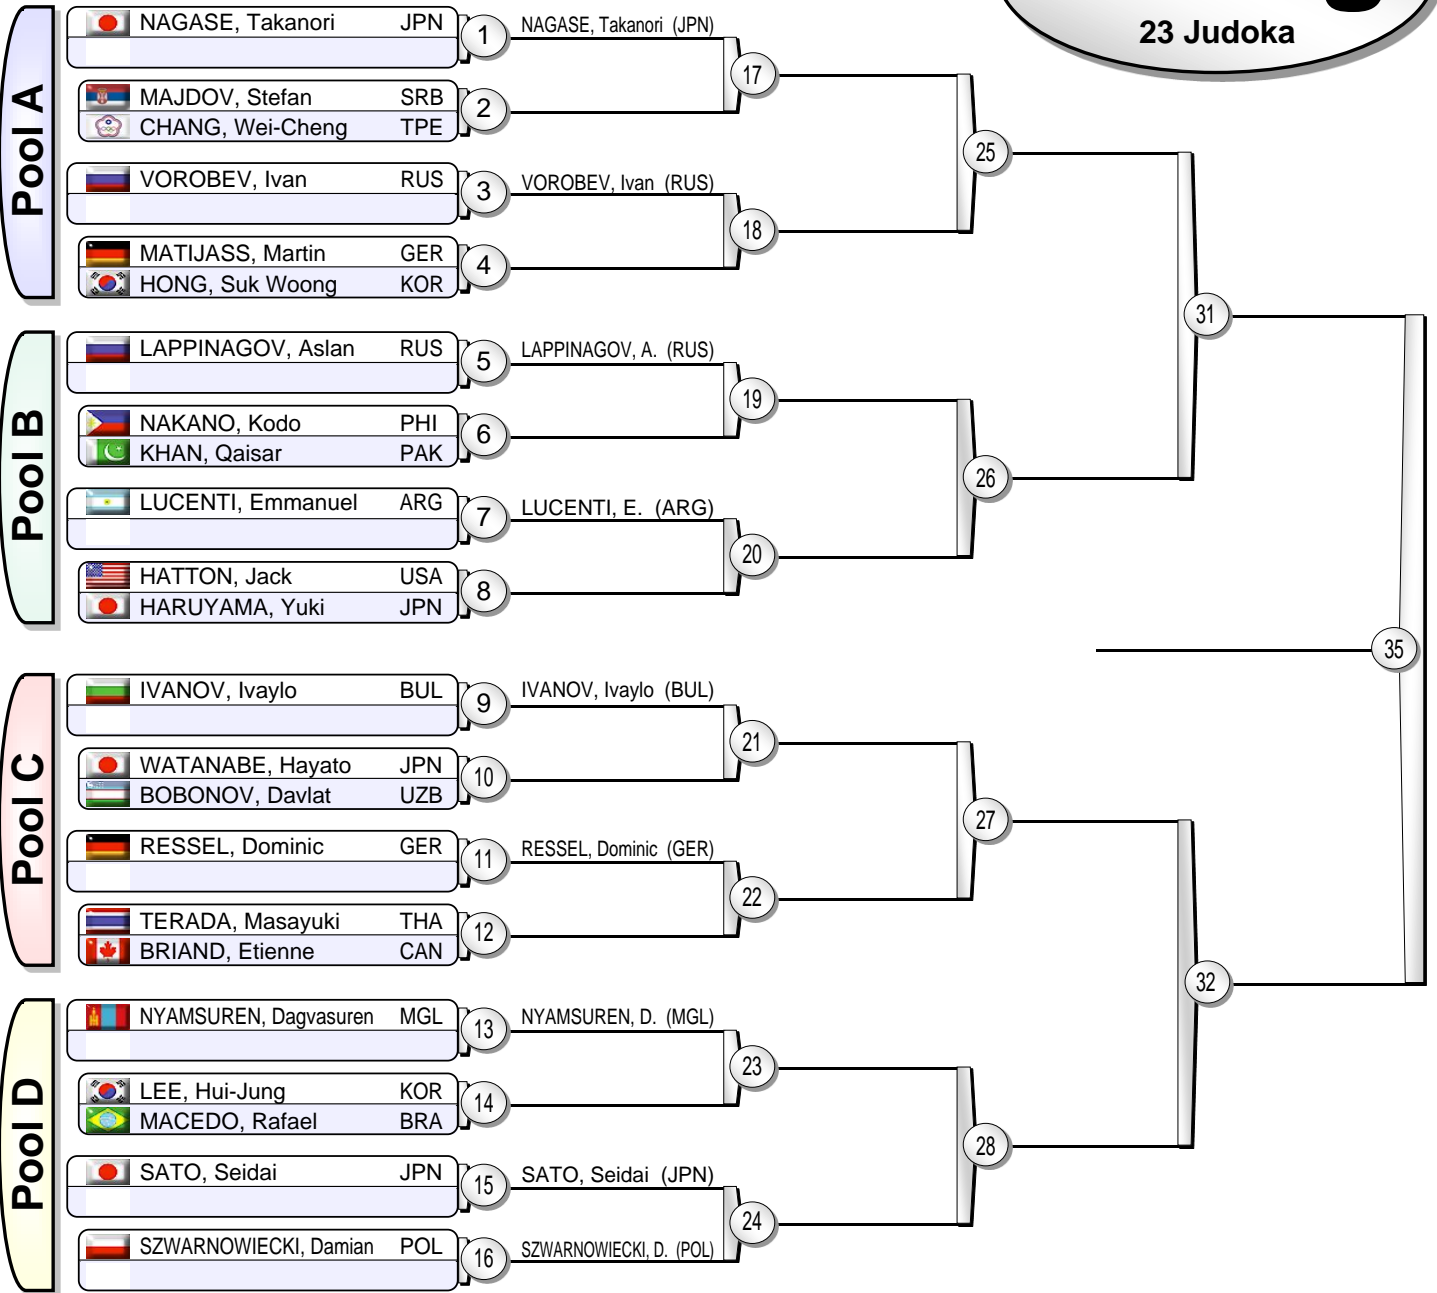 23 Judoka
Pool A
NAGASE, Takanori JPN
1
NAGASE, Takanori (JPN)
MAJDOV, Stefan SRB
CHANG, Wei-Cheng TPE
2
17
VOROBEV, Ivan RUS
3
VOROBEV, Ivan (RUS)
MATIJASS, Martin GER
HONG, Suk Woong KOR
4
18
25
Pool B
LAPPINAGOV, Aslan RUS
5
LAPPINAGOV, A. (RUS)
NAKANO, Kodo PHI
KHAN, Qaisar PAK
6
19
LUCENTI, Emmanuel ARG
7
LUCENTI, E. (ARG)
HATTON, Jack USA
HARUYAMA, Yuki JPN
8
20
26
31
35
Pool C
IVANOV, Ivaylo BUL
9
IVANOV, Ivaylo (BUL)
WATANABE, Hayato JPN
BOBONOV, Davlat UZB
10
21
RESSEL, Dominic GER
11
RESSEL, Dominic (GER)
TERADA, Masayuki THA
BRIAND, Etienne CAN
12
22
27
Pool D
NYAMSUREN, Dagvasuren MGL
13
NYAMSUREN, D. (MGL)
LEE, Hui-Jung KOR
MACEDO, Rafael BRA
14
23
SATO, Seidai JPN
15
SATO, Seidai (JPN)
SZWARNOWIECKI, Damian POL
16
SZWARNOWIECKI, D. (POL)
24
28
32